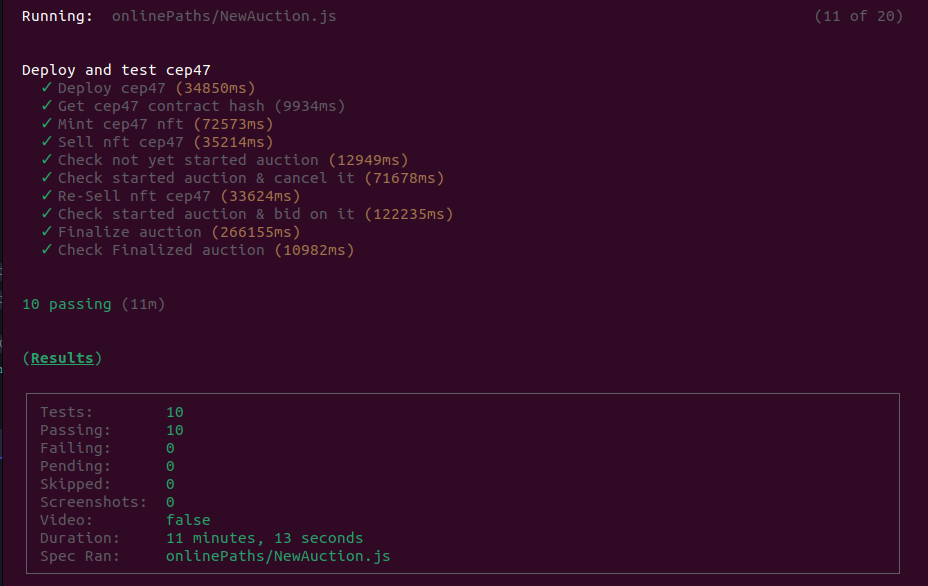 Running: onlinePaths/NewAuction.js (11 of 20)
Deploy and test cep47
✓ Deploy cep47 (34850ms)
✓ Get cep47 contract hash (9934ms)
✓ Mint cep47 nft (72573ms)
✓ Sell nft cep47 (35214ms)
✓ Check not yet started auction (12949ms)
✓ Check started auction & cancel it (71678ms)
✓ Re-Sell nft cep47 (33624ms)
✓ Check started auction & bid on it (122235ms)
✓ Finalize auction (266155ms)
✓ Check Finalized auction (10982ms)
10 passing (11m)
(Results)
Tests: 10
Passing: 10
Failing: 0
Pending: 0
Skipped: 0
Screenshots: 0
Video: false
Duration: 11 minutes, 13 seconds
Spec Ran: onlinePaths/NewAuction.js